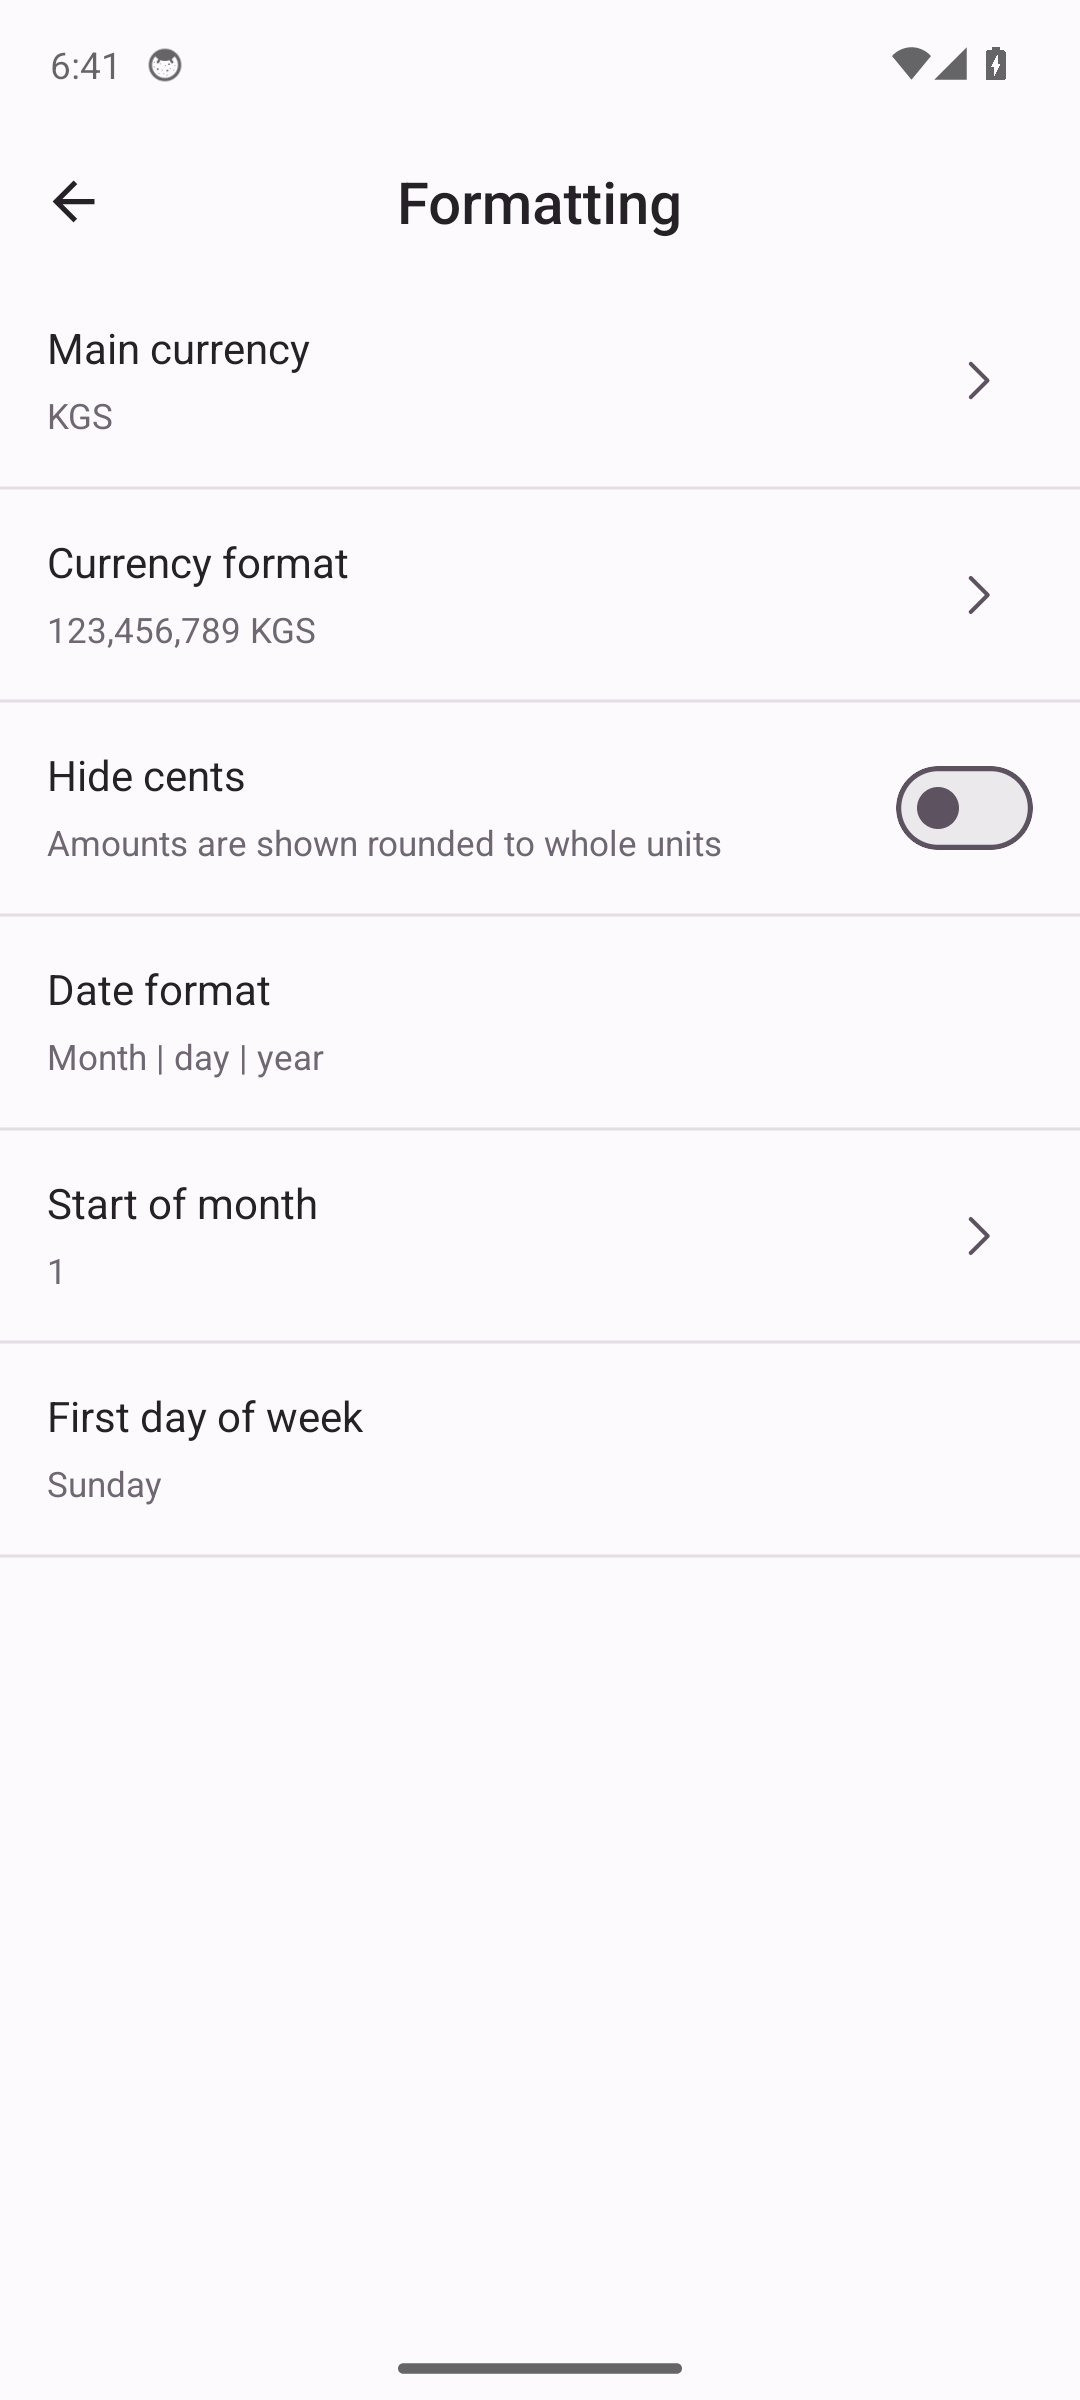 6:41
Formatting
Main currency
KGS
Currency format
123,456,789 KGS
Hide cents
Amounts are shown rounded to whole units
Date format
Month | day | year
Start of month
1
First day of week
Sunday